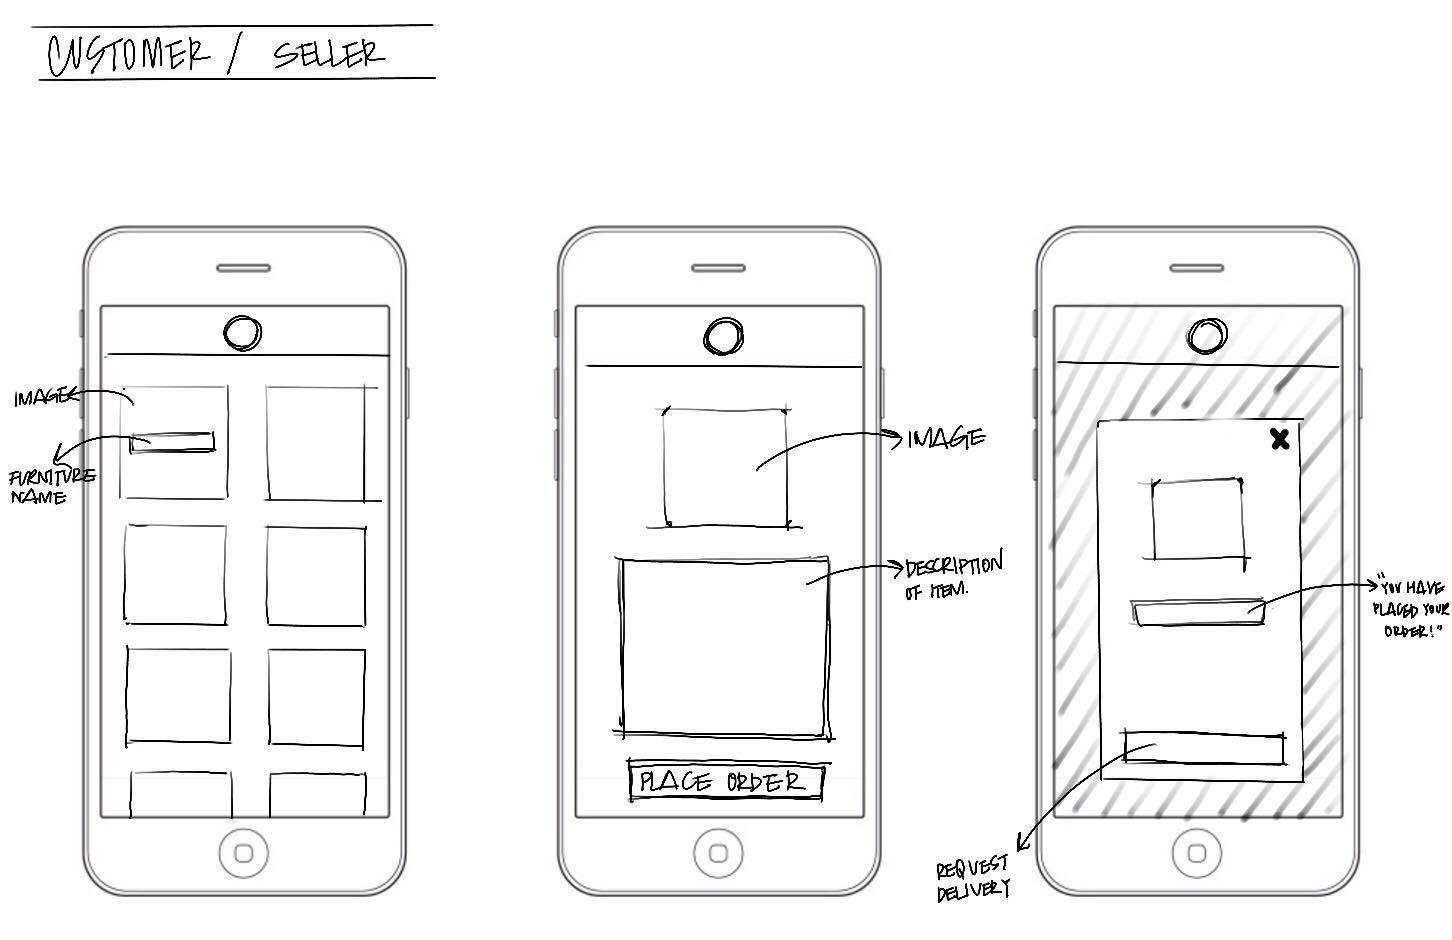 CUSTOMER / SELLER
IMAGE
FURNITURE
NAME
IMAGE
DESCRIPTION
OF ITEM.
PLACE ORDER
"YOU HAVE
PLACED YOUR
ORDER!"
REQUEST
DELIVERY